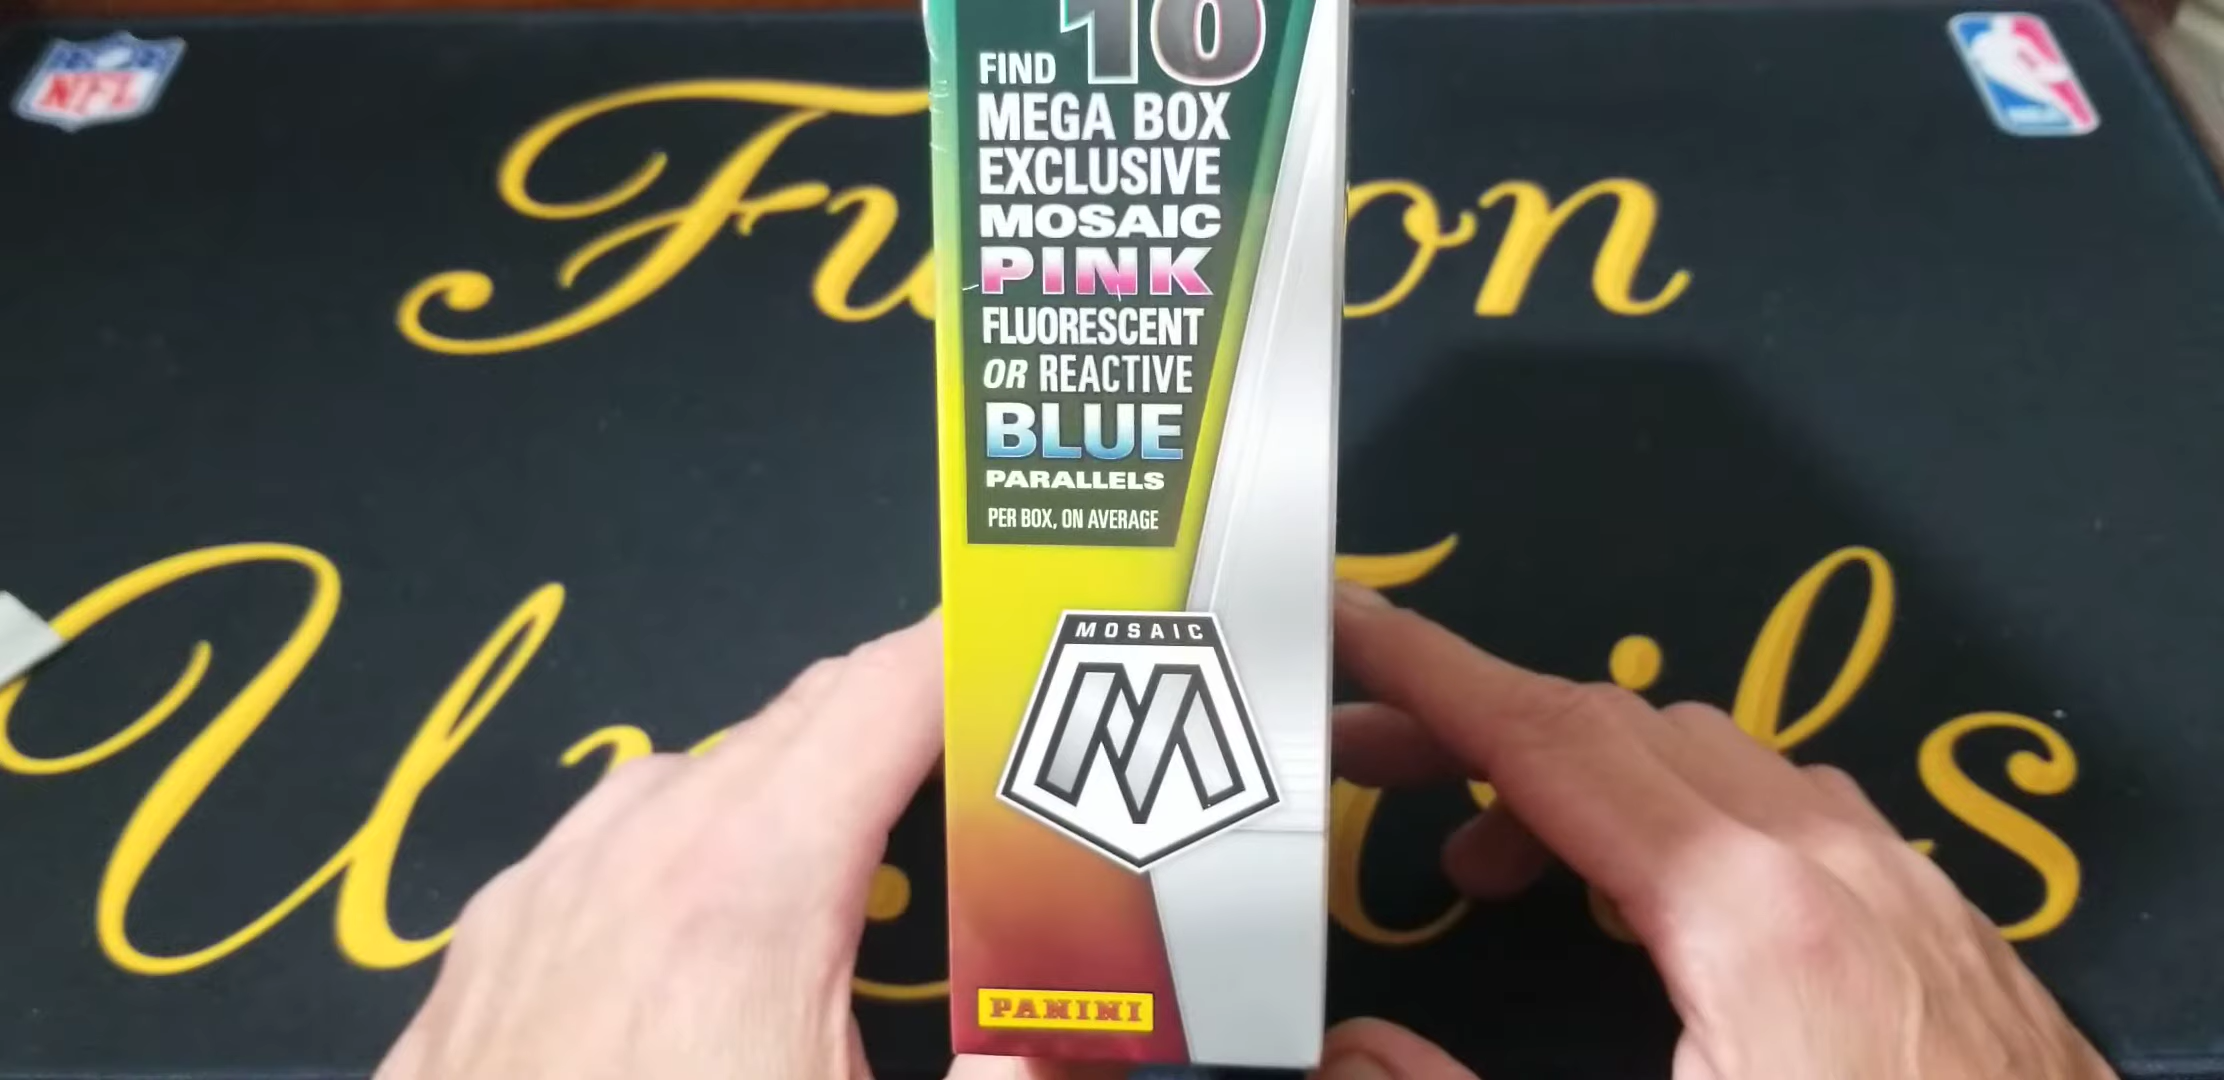 NFL
FIND 10
MEGA BOX
EXCLUSIVE
MOSAIC
PINK
FLUORESCENT
OR REACTIVE
BLUE
PARALLELS
PER BOX, ON AVERAGE
MOSAIC
M
PANINI